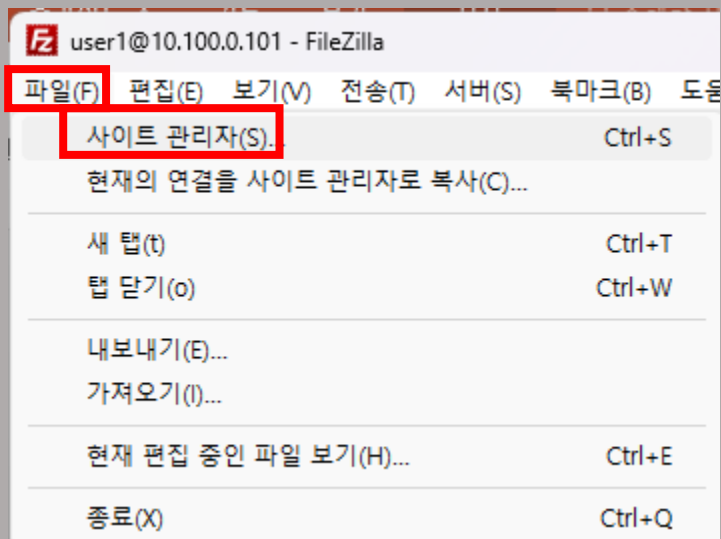 user1@10.100.0.101 - FileZilla
파일(F) 편집(E) 보기(V) 전송(T) 서버(S) 북마크(B)
사이트 관리자(S)... Ctrl+S
현재의 연결을 사이트 관리자로 복사(C)...
새 탭(t) Ctrl+T
탭 닫기(o) Ctrl+W
내보내기(E)...
가져오기(I)...
현재 편집 중인 파일 보기(H)... Ctrl+E
종료(X) Ctrl+Q